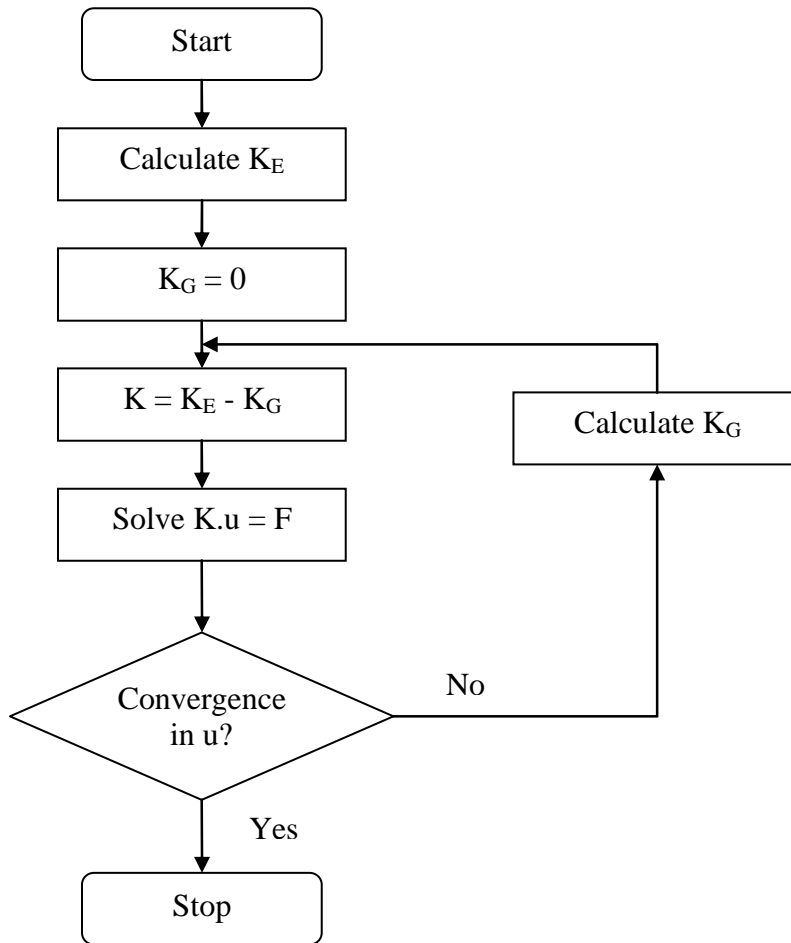 Start
Calculate K_E
K_G = 0
K = K_E - K_G
Calculate K_G
Solve K.u = F
Convergence
in u?
No
Yes
Stop